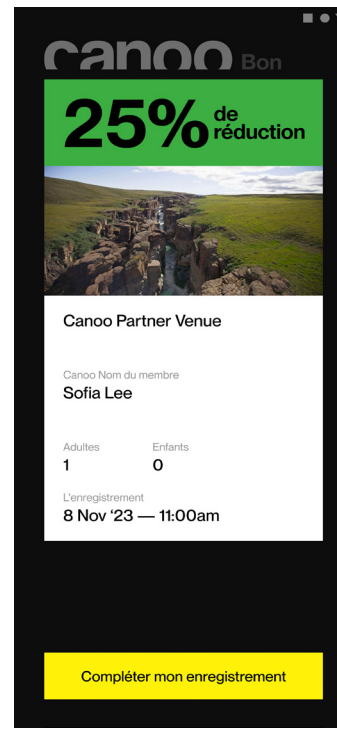 canoo Bon
25% de réduction
Canoo Partner Venue
Canoo Nom du membre
Sofia Lee
Adultes Enfants
1 0
L'enregistrement
8 Nov ‘23 — 11:00am
Compléter mon enregistrement